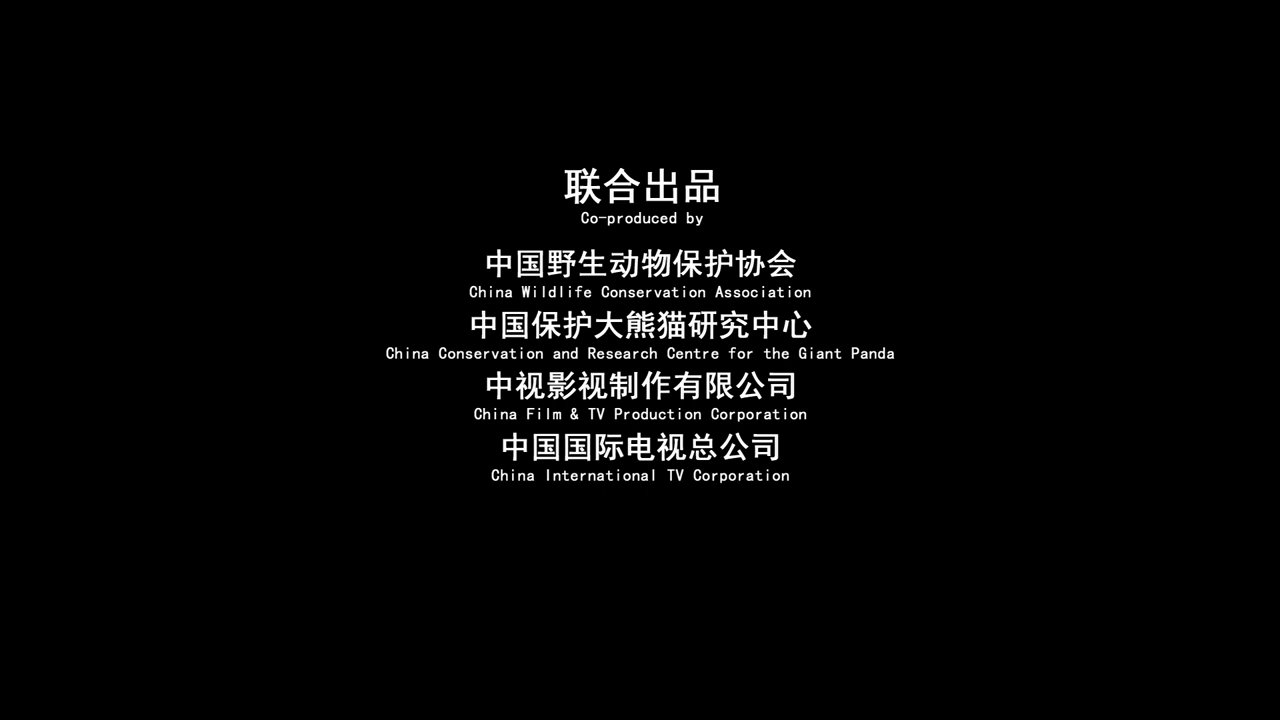 联合出品
Co-produced by
中国野生动物保护协会
China Wildlife Conservation Association
中国保护大熊猫研究中心
China Conservation and Research Centre for the Giant Panda
中视影视制作有限公司
China Film & TV Production Corporation
中国国际电视总公司
China International TV Corporation